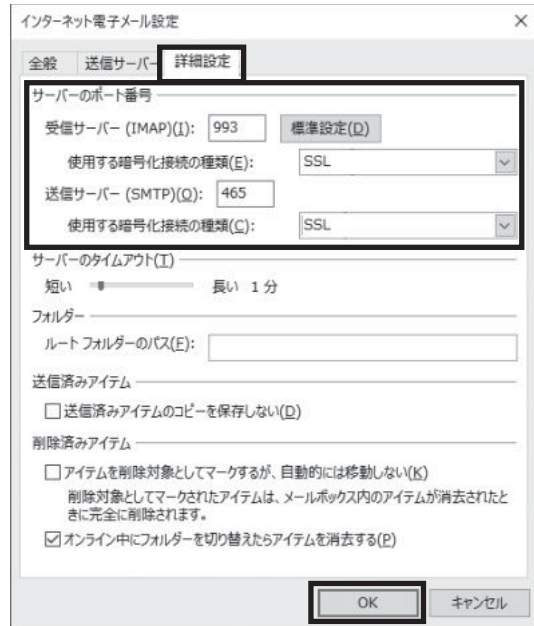 インターネット電子メール設定
全般 送信サーバー 詳細設定
サーバーのポート番号
受信サーバー (IMAP)(I): 993 標準設定(D)
使用する暗号化接続の種類(E): SSL
送信サーバー (SMTP)(O): 465
使用する暗号化接続の種類(C): SSL
サーバーのタイムアウト(T)
短い 長い 1 分
フォルダー
ルート フォルダーのパス(F):
送信済みアイテム
送信済みアイテムのコピーを保存しない(D)
削除済みアイテム
アイテムを削除対象としてマークするが、自動的には移動しない(K)
削除対象としてマークされたアイテムは、メールボックス内のアイテムが消去されたと
きに完全に削除されます。
オンライン中にフォルダーを切り替えたらアイテムを消去する(P)
OK キャンセル